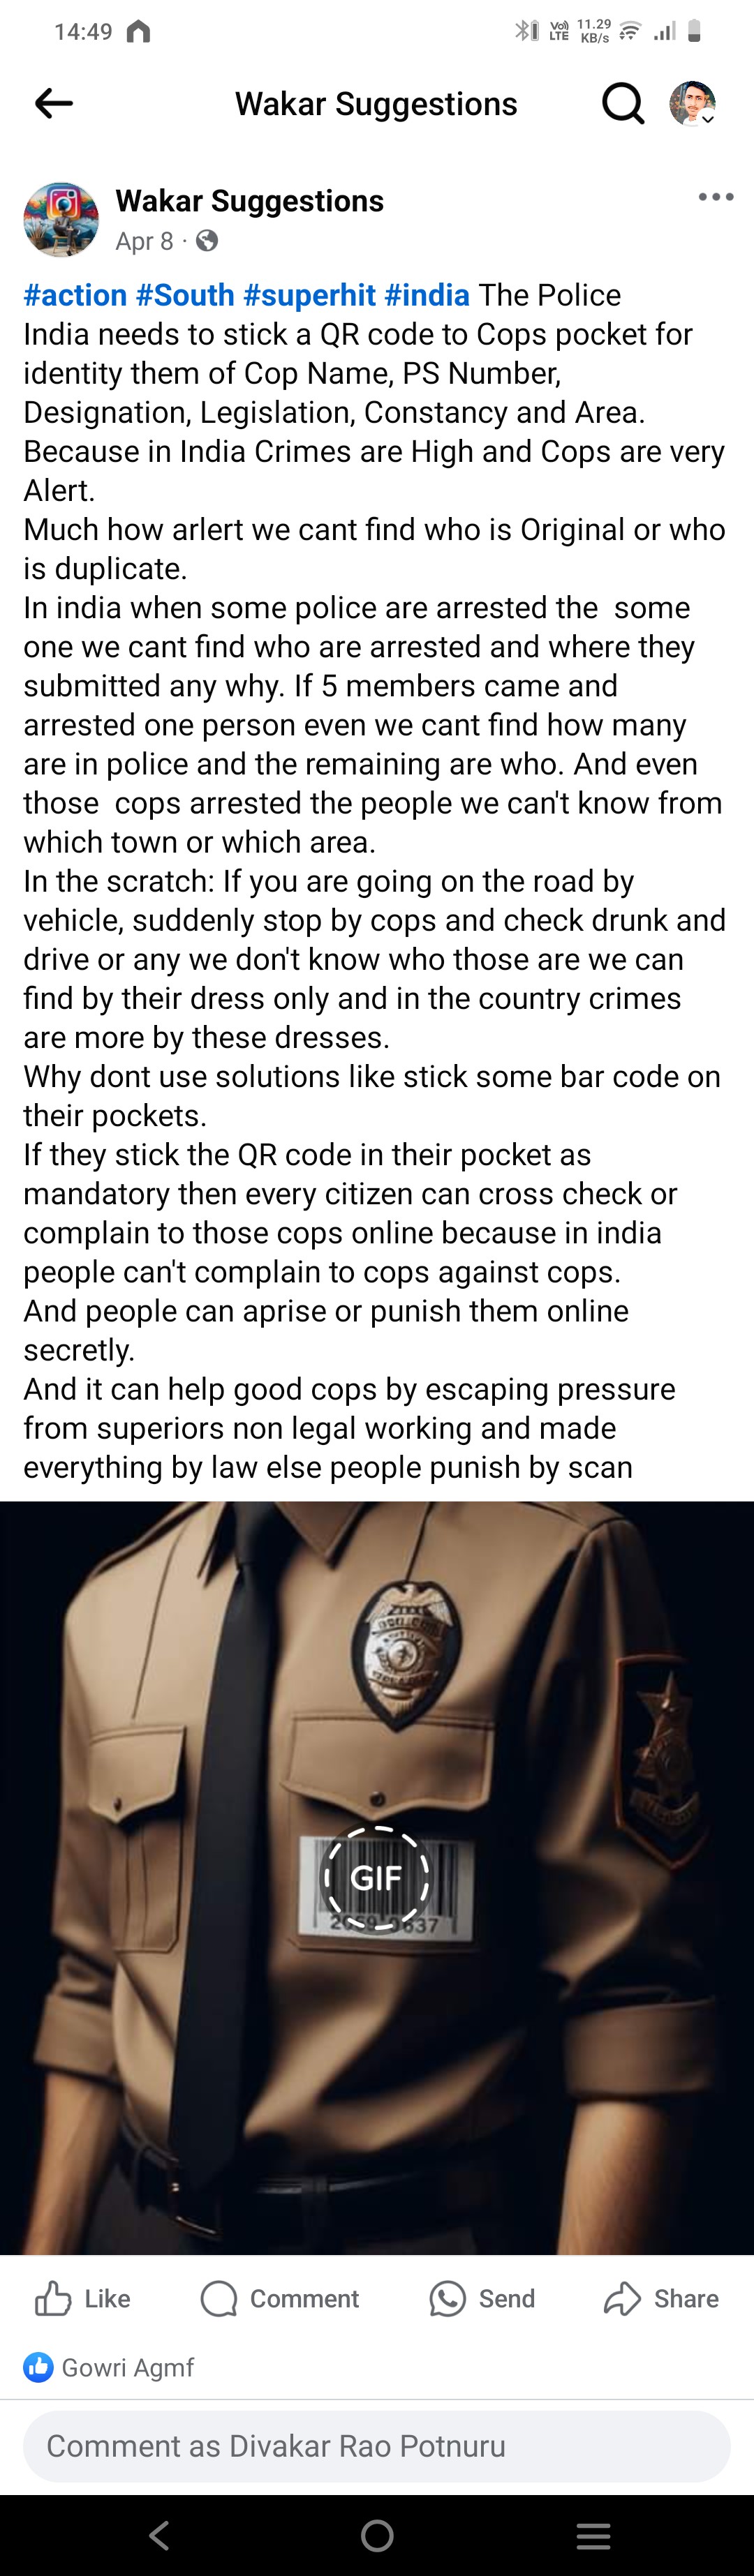 14:49
Vo)
LTE
11.29
KB/s
Wakar Suggestions
Wakar Suggestions
Apr 8 ·
#action #South #superhit #india The Police
India needs to stick a QR code to Cops pocket for
identity them of Cop Name, PS Number,
Designation, Legislation, Constancy and Area.
Because in India Crimes are High and Cops are very
Alert.
Much how arlert we cant find who is Original or who
is duplicate.
In india when some police are arrested the  some
one we cant find who are arrested and where they
submitted any why. If 5 members came and
arrested one person even we cant find how many
are in police and the remaining are who. And even
those  cops arrested the people we can't know from
which town or which area.
In the scratch: If you are going on the road by
vehicle, suddenly stop by cops and check drunk and
drive or any we don't know who those are we can
find by their dress only and in the country crimes
are more by these dresses.
Why dont use solutions like stick some bar code on
their pockets.
If they stick the QR code in their pocket as
mandatory then every citizen can cross check or
complain to those cops online because in india
people can't complain to cops against cops.
And people can aprise or punish them online
secretly.
And it can help good cops by escaping pressure
from superiors non legal working and made
everything by law else people punish by scan
GIF
Like
Comment
Send
Share
Gowri Agmf
Comment as Divakar Rao Potnuru